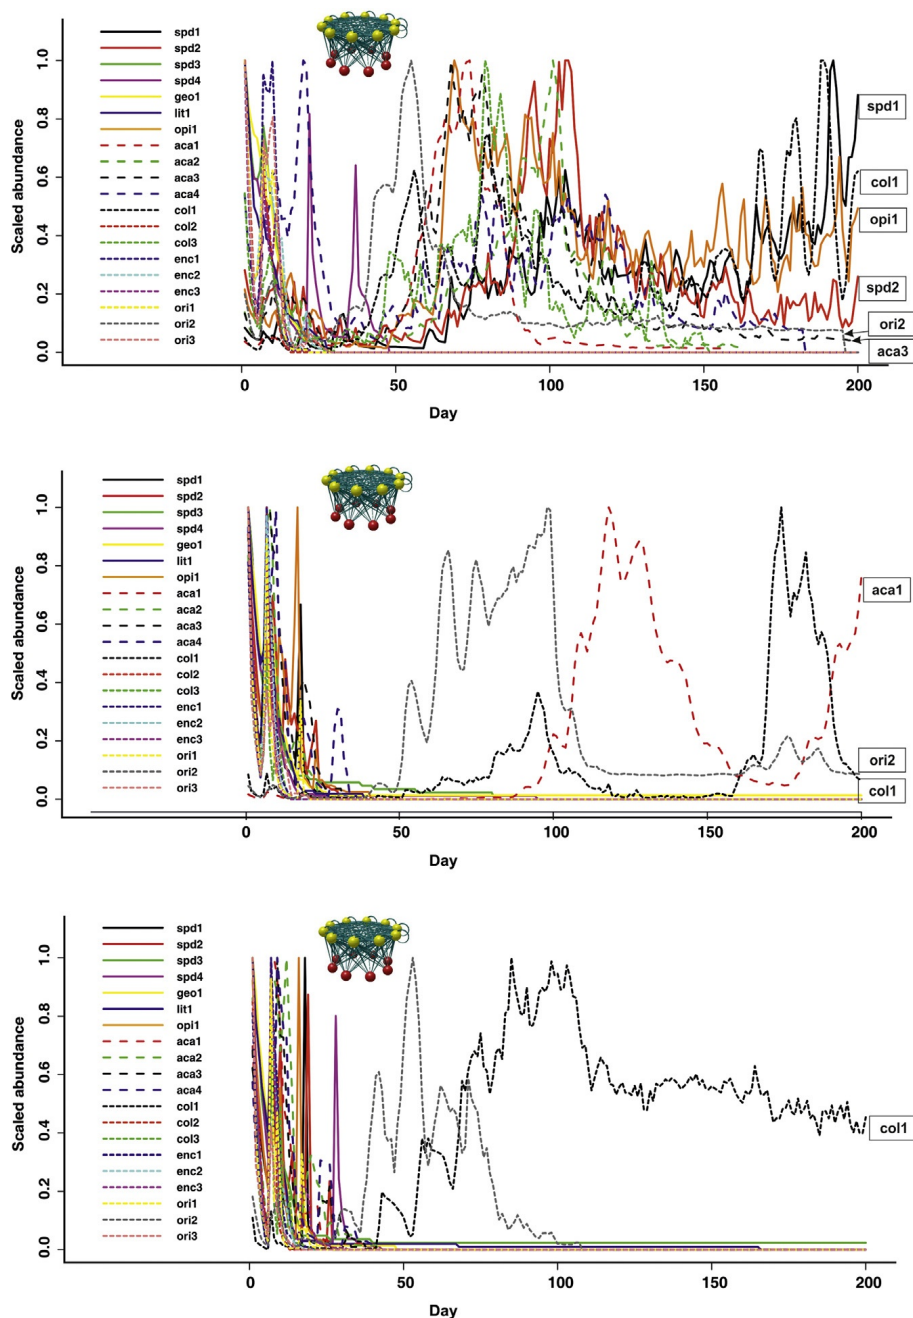 spd1
spd2
spd3
spd4
geo1
lit1
opi1
aca1
aca2
aca3
aca4
col1
col2
col3
enc1
enc2
enc3
ori1
ori2
ori3
Scaled abundance
1.0
0.8
0.6
0.4
0.2
0.0
spd1
col1
opi1
spd2
ori2
aca3
0 50 100 150 200
Day
spd1
spd2
spd3
spd4
geo1
lit1
opi1
aca1
aca2
aca3
aca4
col1
col2
col3
enc1
enc2
enc3
ori1
ori2
ori3
Scaled abundance
1.0
0.8
0.6
0.4
0.2
0.0
aca1
ori2
col1
0 50 100 150 200
Day
spd1
spd2
spd3
spd4
geo1
lit1
opi1
aca1
aca2
aca3
aca4
col1
col2
col3
enc1
enc2
enc3
ori1
ori2
ori3
Scaled abundance
1.0
0.8
0.6
0.4
0.2
0.0
col1
0 50 100 150 200
Day